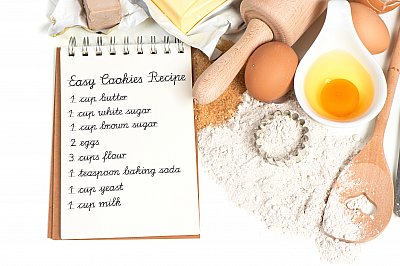 Easy Cookies Recipe
1 cup butter
1 cup white sugar
1 cup brown sugar
2 eggs
3 cups flour
1 teaspoon baking soda
1 cup yeast
1 cup milk